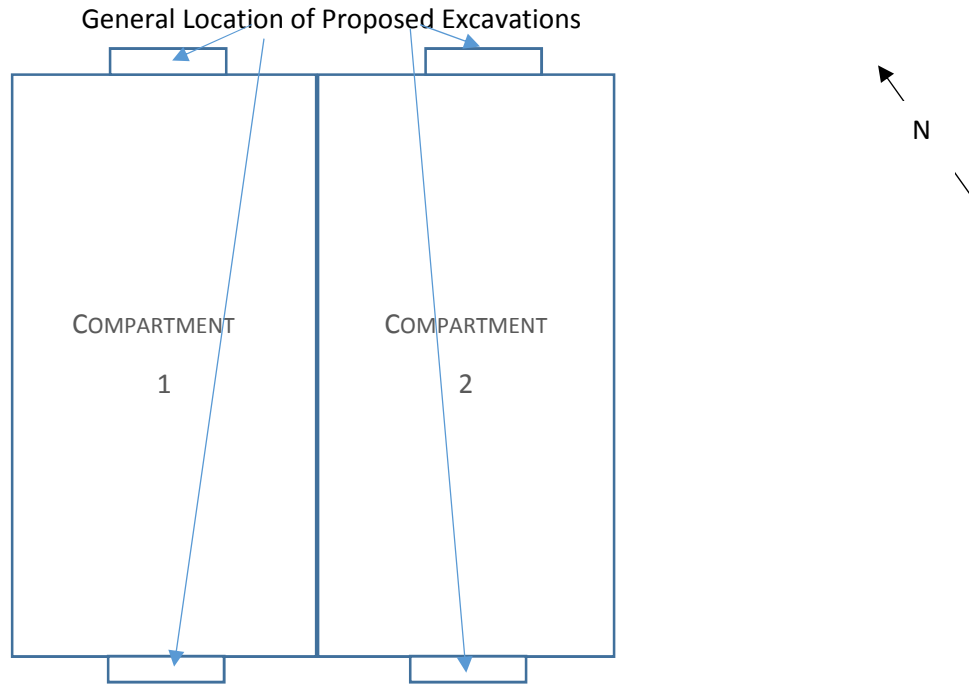 General Location of Proposed Excavations
N
COMPARTMENT
1
COMPARTMENT
2